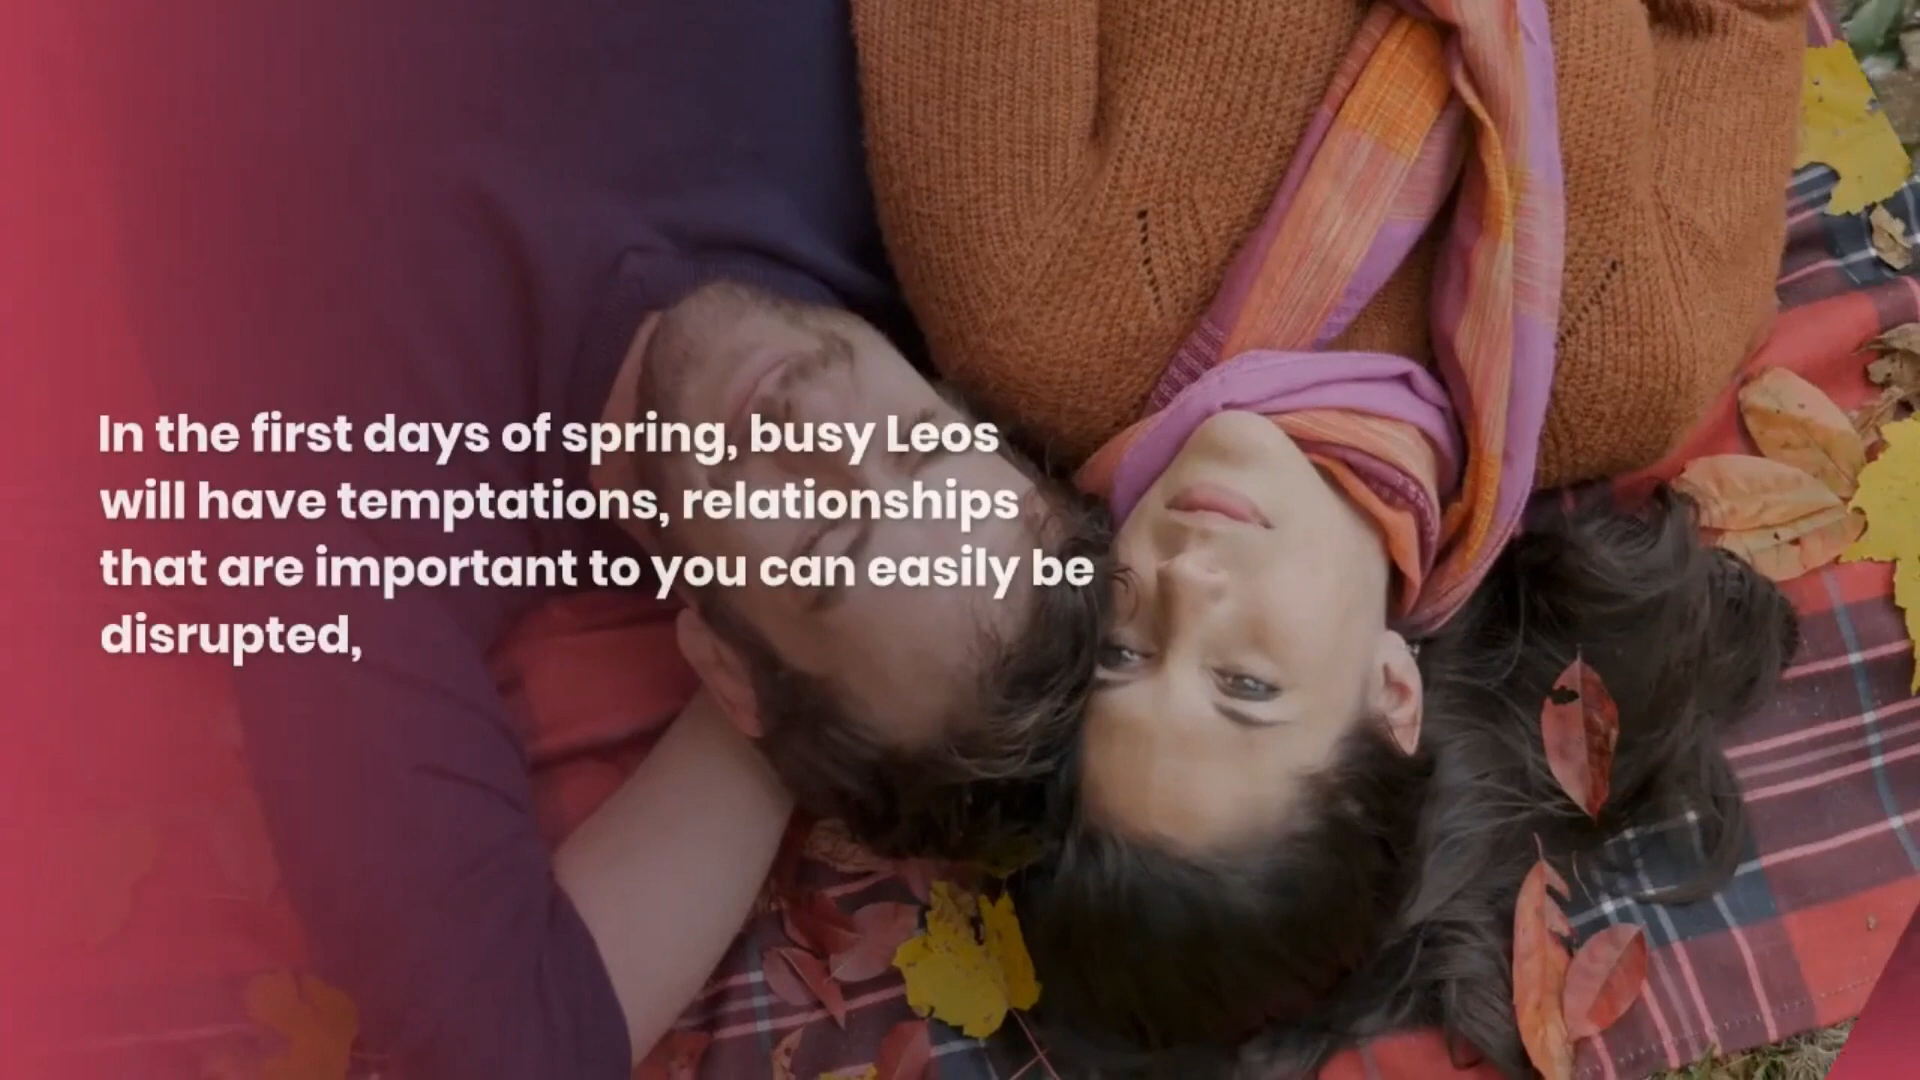 In the first days of spring, busy Leos
will have temptations, relationships
that are important to you can easily be
disrupted,